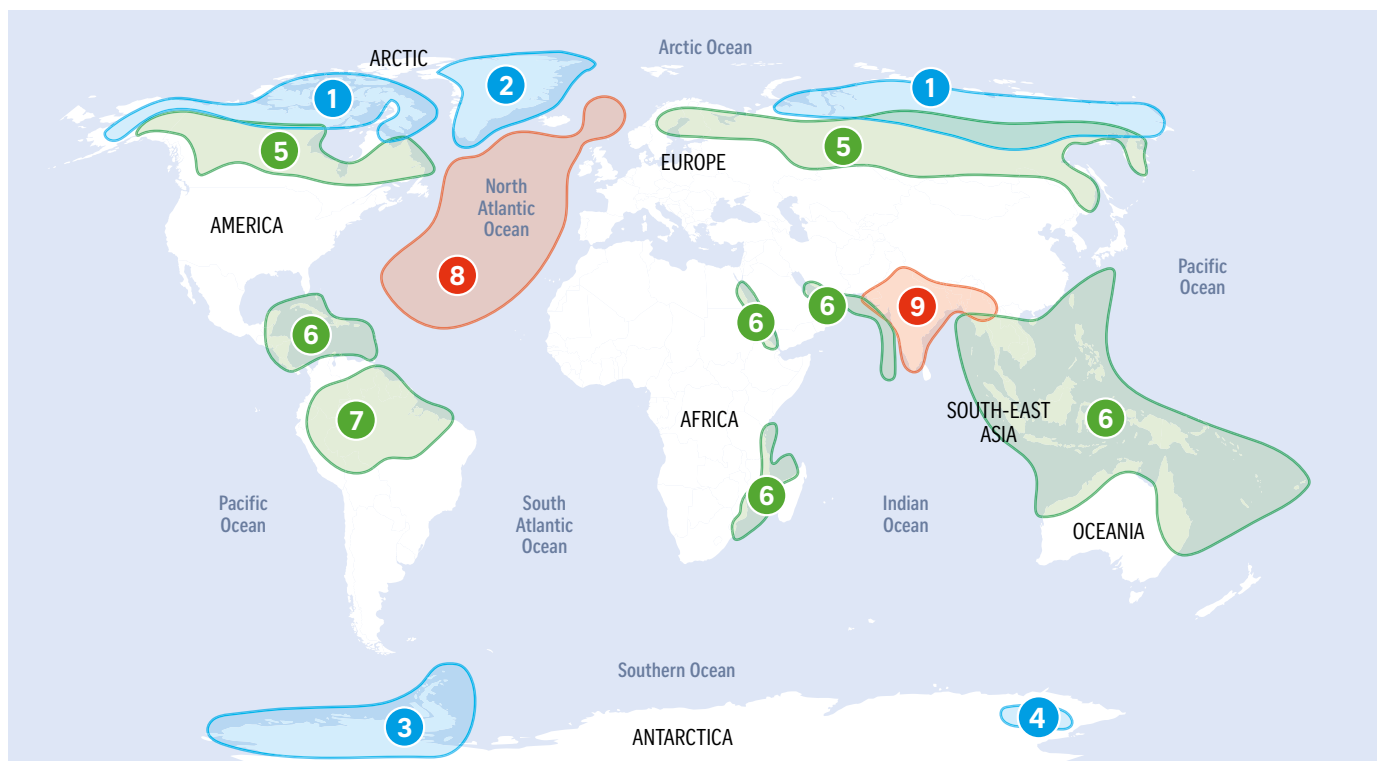 Arctic Ocean
ARCTIC
2
1
1
5
5
EUROPE
North
Atlantic
Ocean
AMERICA
8
Pacific
Ocean
6
6
6
9
7
AFRICA
SOUTH-EAST
ASIA
6
6
Pacific
Ocean
South
Atlantic
Ocean
Indian
Ocean
OCEANIA
Southern Ocean
3
4
ANTARCTICA